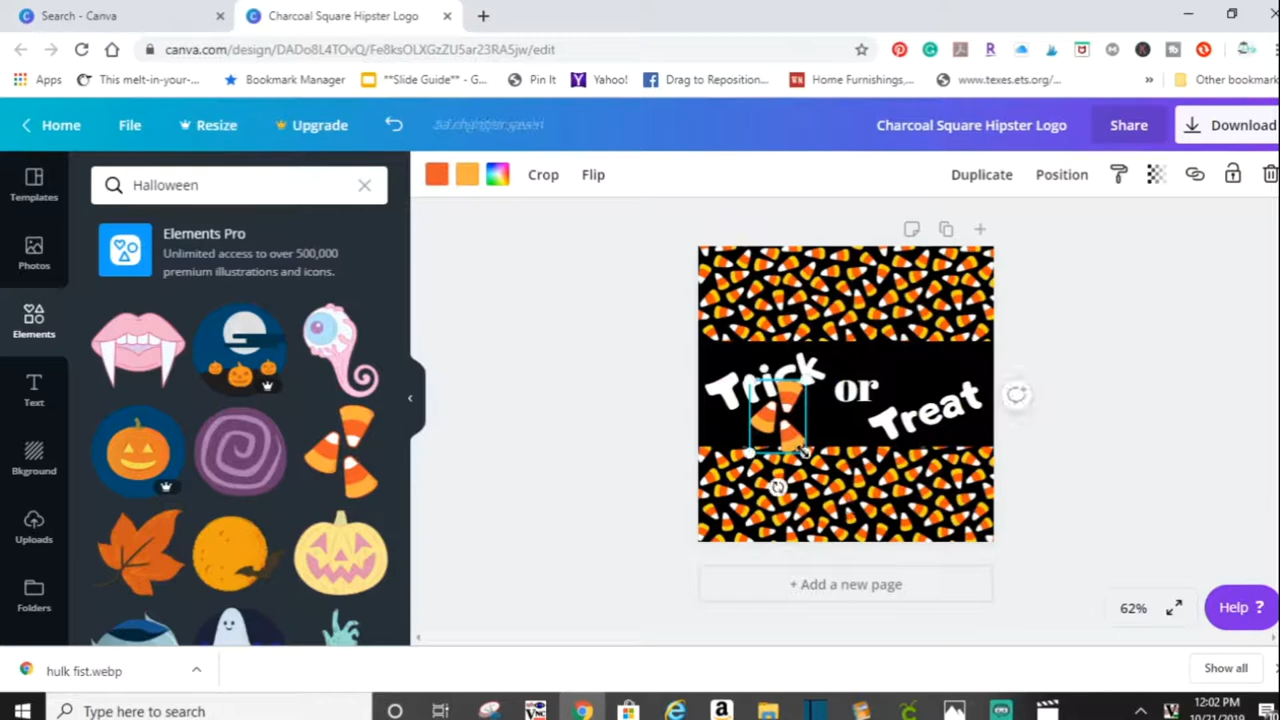 Search - Canva
Charcoal Square Hipster Logo
canva.com/design/DADo8L4TOvQ/Fe8ksOLXGzZU5ar23RA5jw/edit
Apps This melt-in-your-... Bookmark Manager **Slide Guide** - G... Pin It Yahoo! Drag to Reposition... Home Furnishings,... www.texes.ets.org/... » Other bookmark
Home File Resize Upgrade Charcoal Square Hipster Logo Share Download
Templates
Photos
Elements
Text
Bkground
Uploads
Folders
Halloween
Elements Pro
Unlimited access to over 500,000
premium illustrations and icons.
Crop Flip Duplicate Position
Trick or Treat
+ Add a new page
62%
Help ?
hulk fist.webp
Show all
Type here to search
12:02 PM